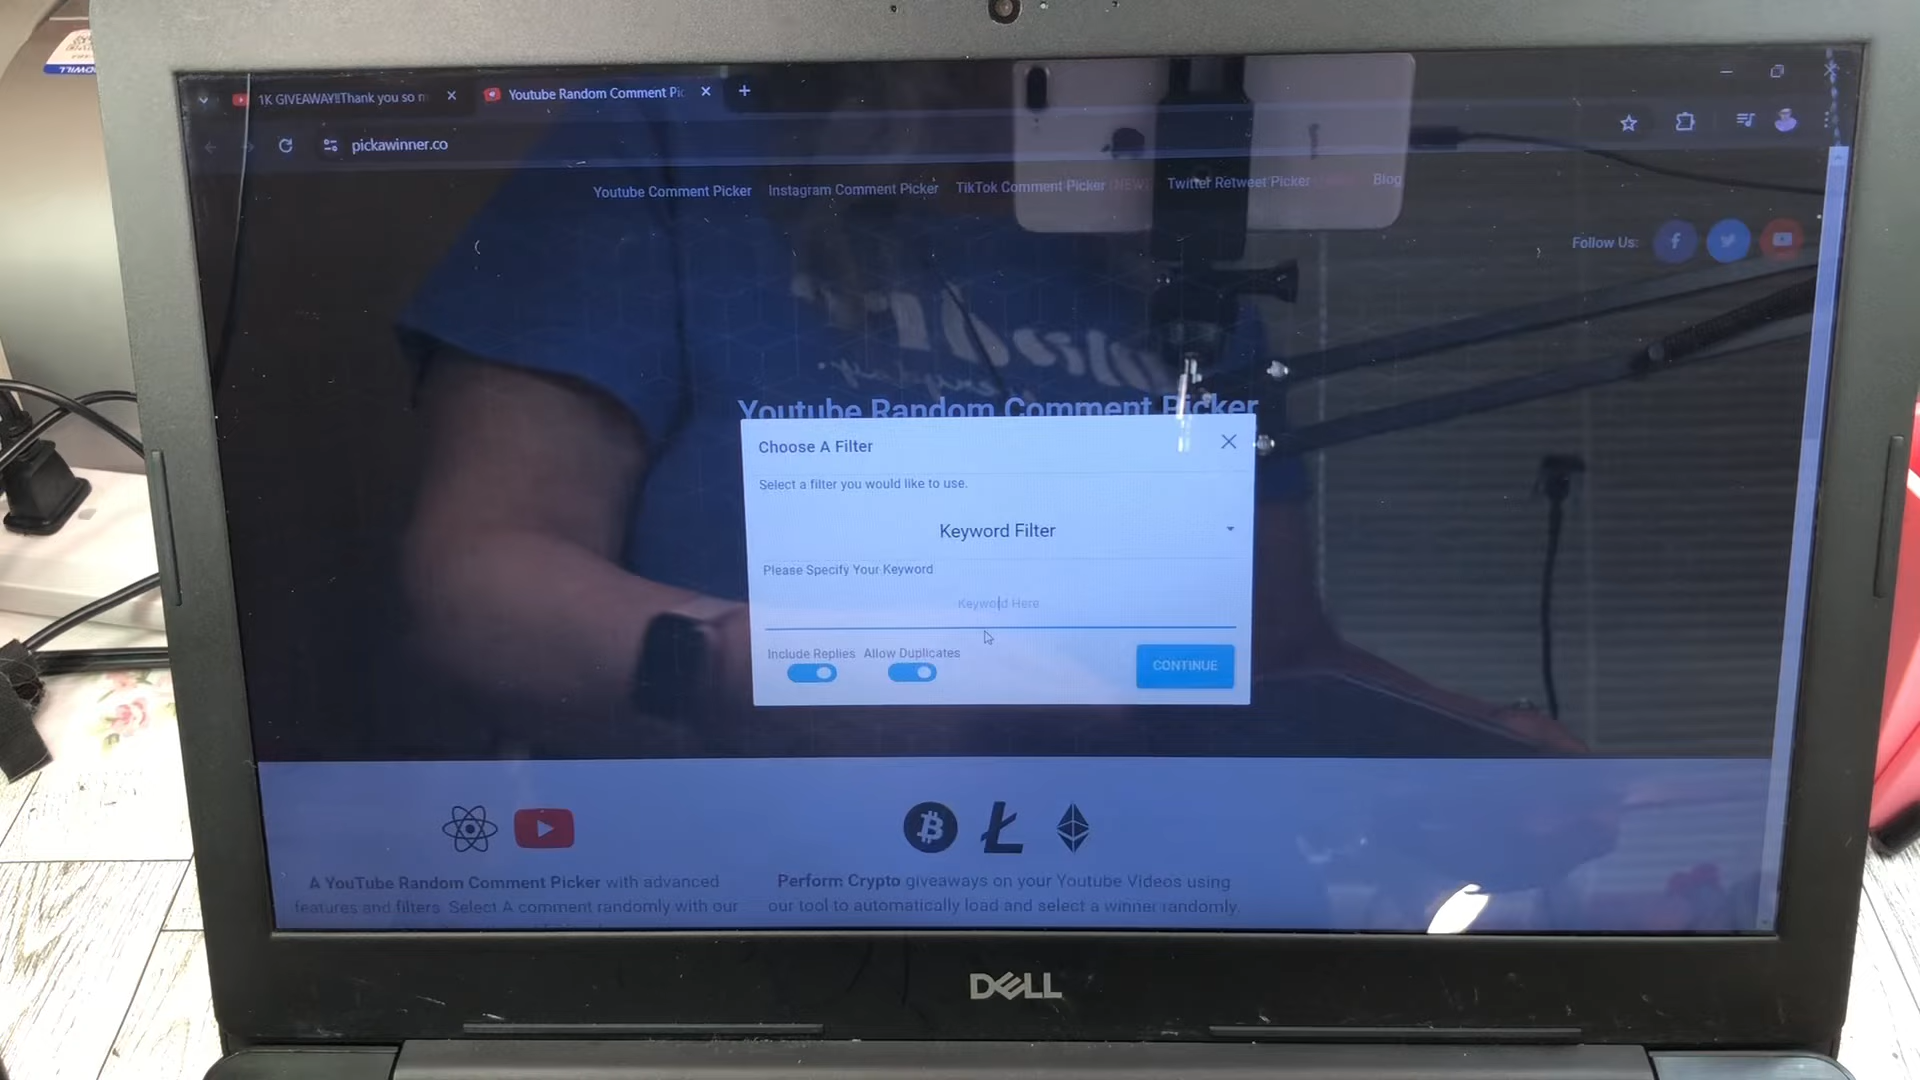 1K GIVEAWAY!!Thank you so m
Youtube Random Comment Pic
pickawinner.co
Youtube Comment Picker Instagram Comment Picker TikTok Comment Picker (NEW) Twitter Retweet Picker Blog
Follow Us:
Youtube Random Comment Picker
Choose A Filter
Select a filter you would like to use.
Keyword Filter
Please Specify Your Keyword
Keyword Here
Include Replies Allow Duplicates
CONTINUE
A YouTube Random Comment Picker with advanced
features and filters. Select A comment randomly with our
Perform Crypto giveaways on your Youtube Videos using
our tool to automatically load and select a winner randomly.
DELL